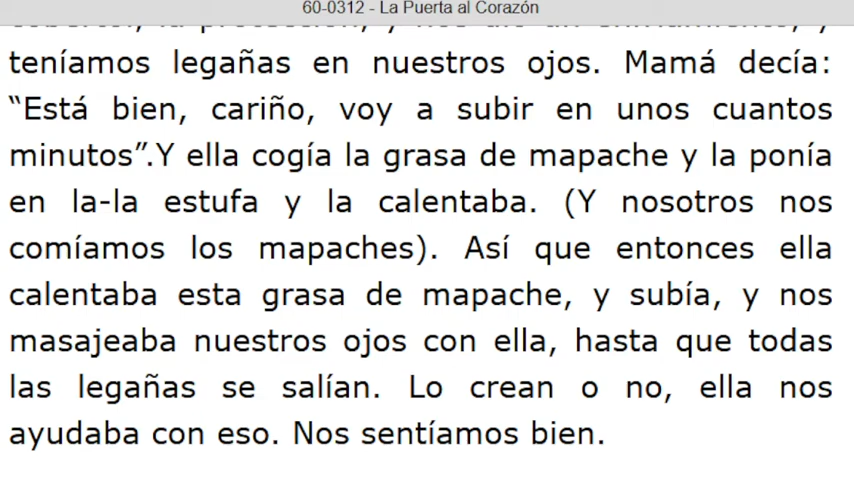 60-0312 - La Puerta al Corazón
teníamos legañas en nuestros ojos. Mamá decía:
“Está bien, cariño, voy a subir en unos cuantos
minutos”.Y ella cogía la grasa de mapache y la ponía
en la-la estufa y la calentaba. (Y nosotros nos
comíamos los mapaches). Así que entonces ella
calentaba esta grasa de mapache, y subía, y nos
masajeaba nuestros ojos con ella, hasta que todas
las legañas se salían. Lo crean o no, ella nos
ayudaba con eso. Nos sentíamos bien.